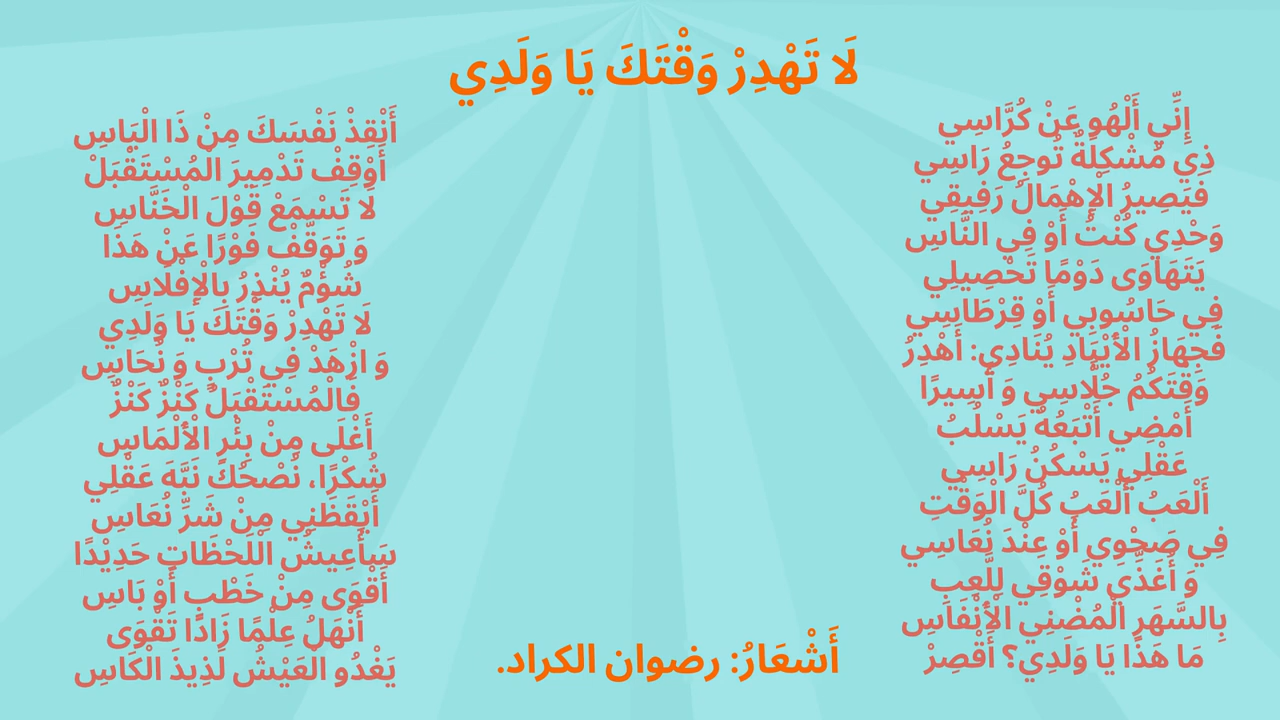 لَا تَهْدِرْ وَقْتَكَ يَا وَلَدِي
إِنِّي أَلْهُو عَنْ كُرَّاسِي
ذِي مُشْكِلَةٌ تُوجِعُ رَاسِي
فَيَصِيرُ الْإِهْمَالُ رَفِيقِي
وَحْدِي كُنْتُ أَوْ فِي النَّاسِ
يَتَهَاوَى دَوْمًا تَحْصِيلِي
فِي حَاسُوبِي أَوْ قِرْطَاسِي
فَجِهَازُ الْأَيْبَادِ يُنَادِي: أَهْدِرُ
وَقْتَكُمُ جُلَّاسِي وَ أَسِيرًا
أَمْضِي أَتْبَعُهُ يَسْلُبُ
عَقْلِي يَسْكُنُ رَاسِي
أَلْعَبُ أَلْعَبُ كُلَّ الْوَقْتِ
فِي صَحْوِي أَوْ عِنْدَ نُعَاسِي
وَ أُغَذِّي شَوْقِي لِلَّعِبِ
بِالسَّهَرِ الْمُضْنِي الْأَنْفَاسِ
مَا هَذَا يَا وَلَدِي؟ أَقْصِرْ
أَنْقِذْ نَفْسَكَ مِنْ ذَا الْبَاسِ
أَوْقِفْ تَدْمِيرَ الْمُسْتَقْبَلْ
لَا تَسْمَعْ قَوْلَ الْخَنَّاسِ
وَ تَوَقَّفْ فَوْرًا عَنْ هَذَا
شُؤْمٌ يُنْذِرُ بِالْإِفْلَاسِ
لَا تَهْدِرْ وَقْتَكَ يَا وَلَدِي
وَ ازْهَدْ فِي تُرْبٍ وَ نُحَاسِ
فَالْمُسْتَقْبَلُ كَنْزٌ كَنْزٌ
أَغْلَى مِنْ بِئْرِ الْأَلْمَاسِ
شُكْرًا، نُصْحُكَ نَبَّهَ عَقْلِي
أَيْقَظَنِي مِنْ شَرِّ نُعَاسِ
سَأَعِيشُ الْلَحْظَاتِ حَدِيْدًا
أَقْوَى مِنْ خَطْبٍ أَوْ بَاسِ
أَنْهَلُ عِلْمًا زَادًا تَقْوَى
يَغْدُو الْعَيْشُ لَذِيذَ الْكَاسِ
أَشْعَارُ: رضوان الكراد.